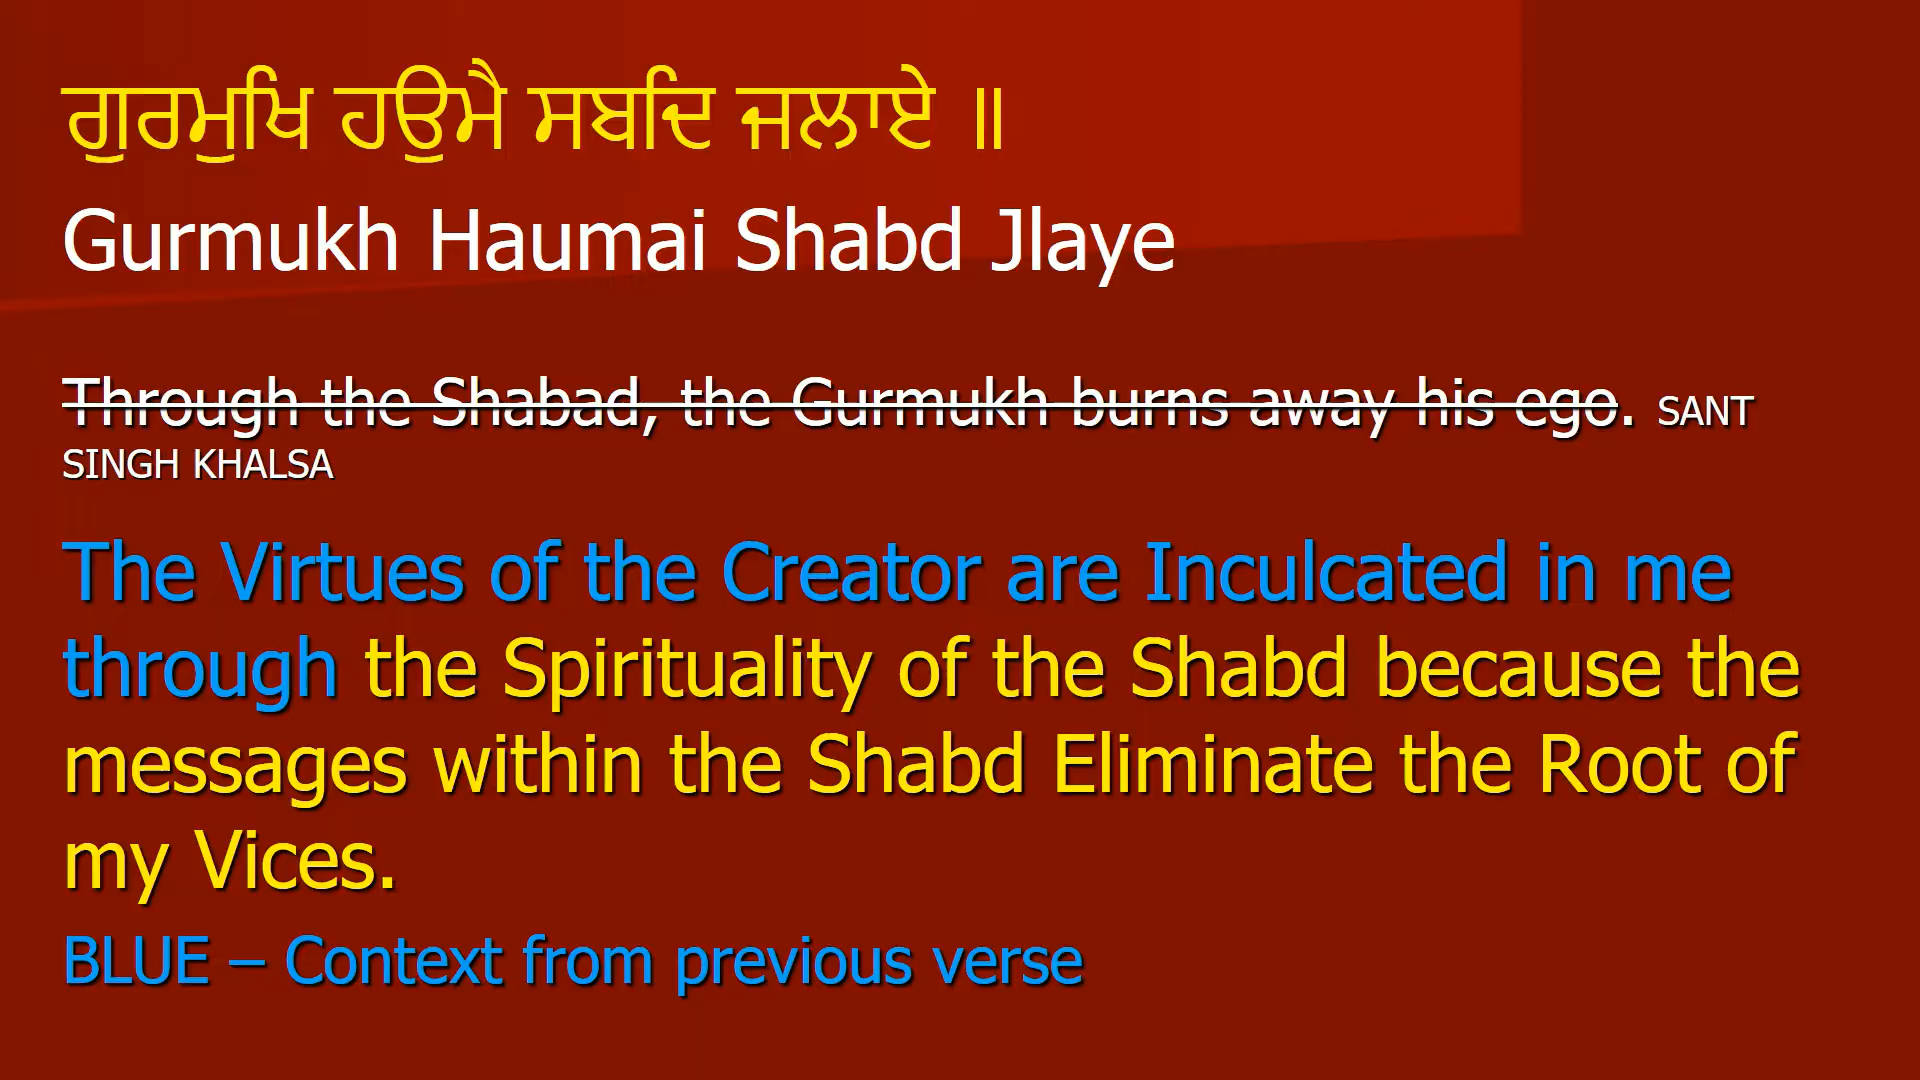 ਗੁਰਮੁਖਿ ਹਉਮੈ ਸਬਦਿ ਜਲਾਏ ॥
Gurmukh Haumai Shabd Jlaye
Through the Shabad, the Gurmukh burns away his ego. SANT
SINGH KHALSA
The Virtues of the Creator are Inculcated in me
through the Spirituality of the Shabd because the
messages within the Shabd Eliminate the Root of
my Vices.
BLUE – Context from previous verse